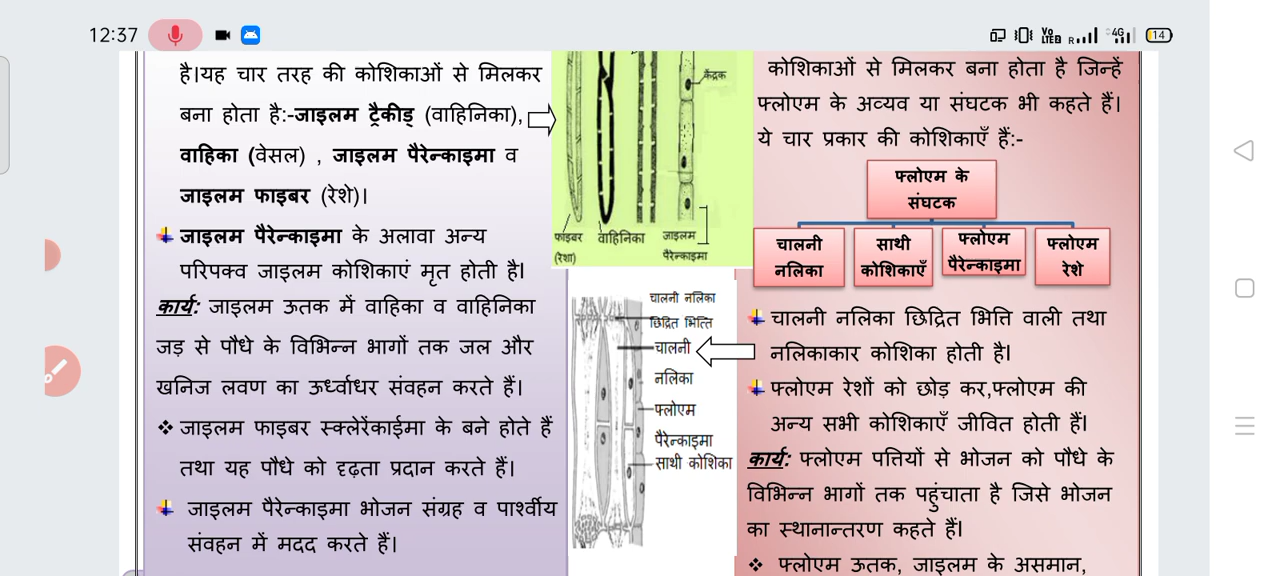 12:37
Vo LTE2 R 4G 14
है।यह चार तरह की कोशिकाओं से मिलकर
बना होता है:-जाइलम ट्रैकीड् (वाहिनिका),
वाहिका (वेसल) , जाइलम पैरेन्काइमा व
जाइलम फाइबर (रेशे)।
जाइलम पैरेन्काइमा के अलावा अन्य
परिपक्व जाइलम कोशिकाएं मृत होती है।
कार्य: जाइलम ऊतक में वाहिका व वाहिनिका
जड़ से पौधे के विभिन्न भागों तक जल और
खनिज लवण का ऊर्ध्वाधर संवहन करते हैं।
❖ जाइलम फाइबर स्क्लेरेंकाईमा के बने होते हैं
तथा यह पौधे को दृढ़ता प्रदान करते हैं।
जाइलम पैरेन्काइमा भोजन संग्रह व पार्श्वीय
संवहन में मदद करते हैं।
केंद्रक
फाइबर
(रेशा)
वाहिनिका
जाइलम
पैरेन्काइमा
चालनी नलिका
छिद्रित भित्ति
चालनी
नलिका
फ्लोएम
पैरेन्काइमा
साथी कोशिका
कोशिकाओं से मिलकर बना होता है जिन्हें
फ्लोएम के अव्यव या संघटक भी कहते हैं।
ये चार प्रकार की कोशिकाएँ हैं:-
फ्लोएम के
संघटक
चालनी
नलिका
साथी
कोशिकाएँ
फ्लोएम
पैरेन्काइमा
फ्लोएम
रेशे
चालनी नलिका छिद्रित भित्ति वाली तथा
नलिकाकार कोशिका होती है।
फ्लोएम रेशों को छोड़ कर,फ्लोएम की
अन्य सभी कोशिकाएँ जीवित होती हैं।
कार्य: फ्लोएम पत्तियों से भोजन को पौधे के
विभिन्न भागों तक पहुंचाता है जिसे भोजन
का स्थानान्तरण कहते हैं।
❖ फ्लोएम ऊतक, जाइलम के असमान,